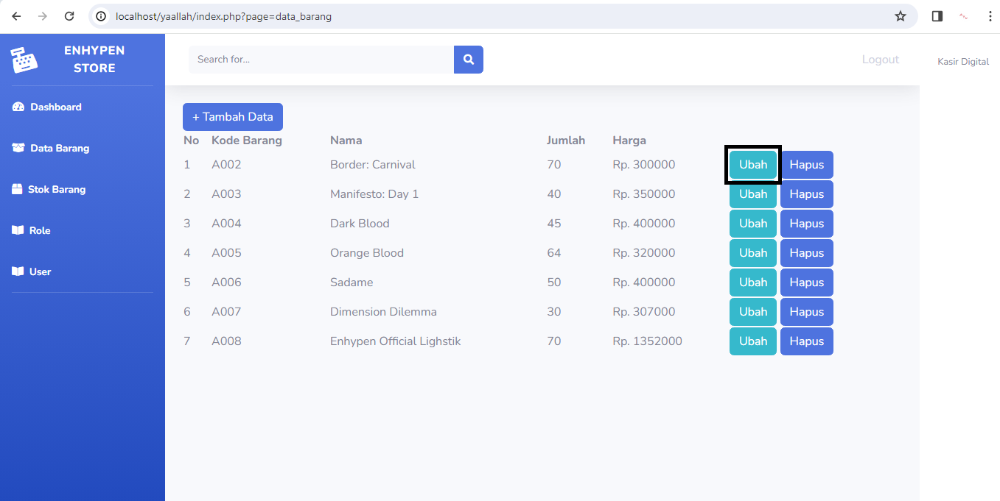 localhost/yaallah/index.php?page=data_barang
ENHYPEN
STORE
Search for...
Logout
Kasir Digital
Dashboard
Data Barang
Stok Barang
Role
User
+ Tambah Data
No Kode Barang Nama Jumlah Harga
1 A002 Border: Carnival 70 Rp. 300000 Ubah Hapus
2 A003 Manifesto: Day 1 40 Rp. 350000 Ubah Hapus
3 A004 Dark Blood 45 Rp. 400000 Ubah Hapus
4 A005 Orange Blood 64 Rp. 320000 Ubah Hapus
5 A006 Sadame 50 Rp. 400000 Ubah Hapus
6 A007 Dimension Dilemma 30 Rp. 307000 Ubah Hapus
7 A008 Enhypen Official Lighstik 70 Rp. 1352000 Ubah Hapus